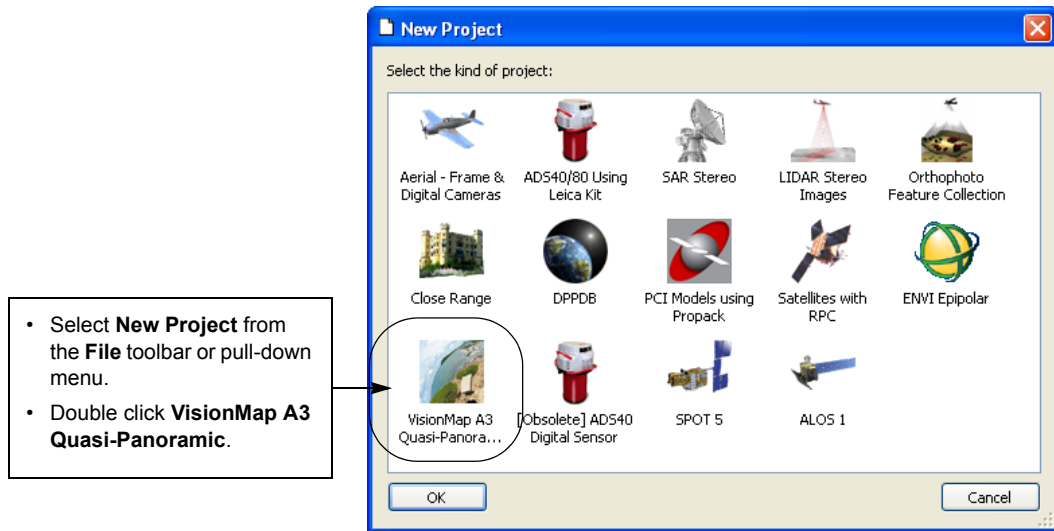 New Project
Select the kind of project:
Aerial - Frame &
Digital Cameras
ADS40/80 Using
Leica Kit
SAR Stereo
LIDAR Stereo
Images
Orthophoto
Feature Collection
Close Range
DPPDB
PCI Models using
Propack
Satellites with
RPC
ENVI Epipolar
VisionMap A3
Quasi-Panora...
[Obsolete] ADS40
Digital Sensor
SPOT 5
ALOS 1
OK
Cancel
• Select New Project from
the File toolbar or pull-down
menu.
• Double click VisionMap A3
Quasi-Panoramic.